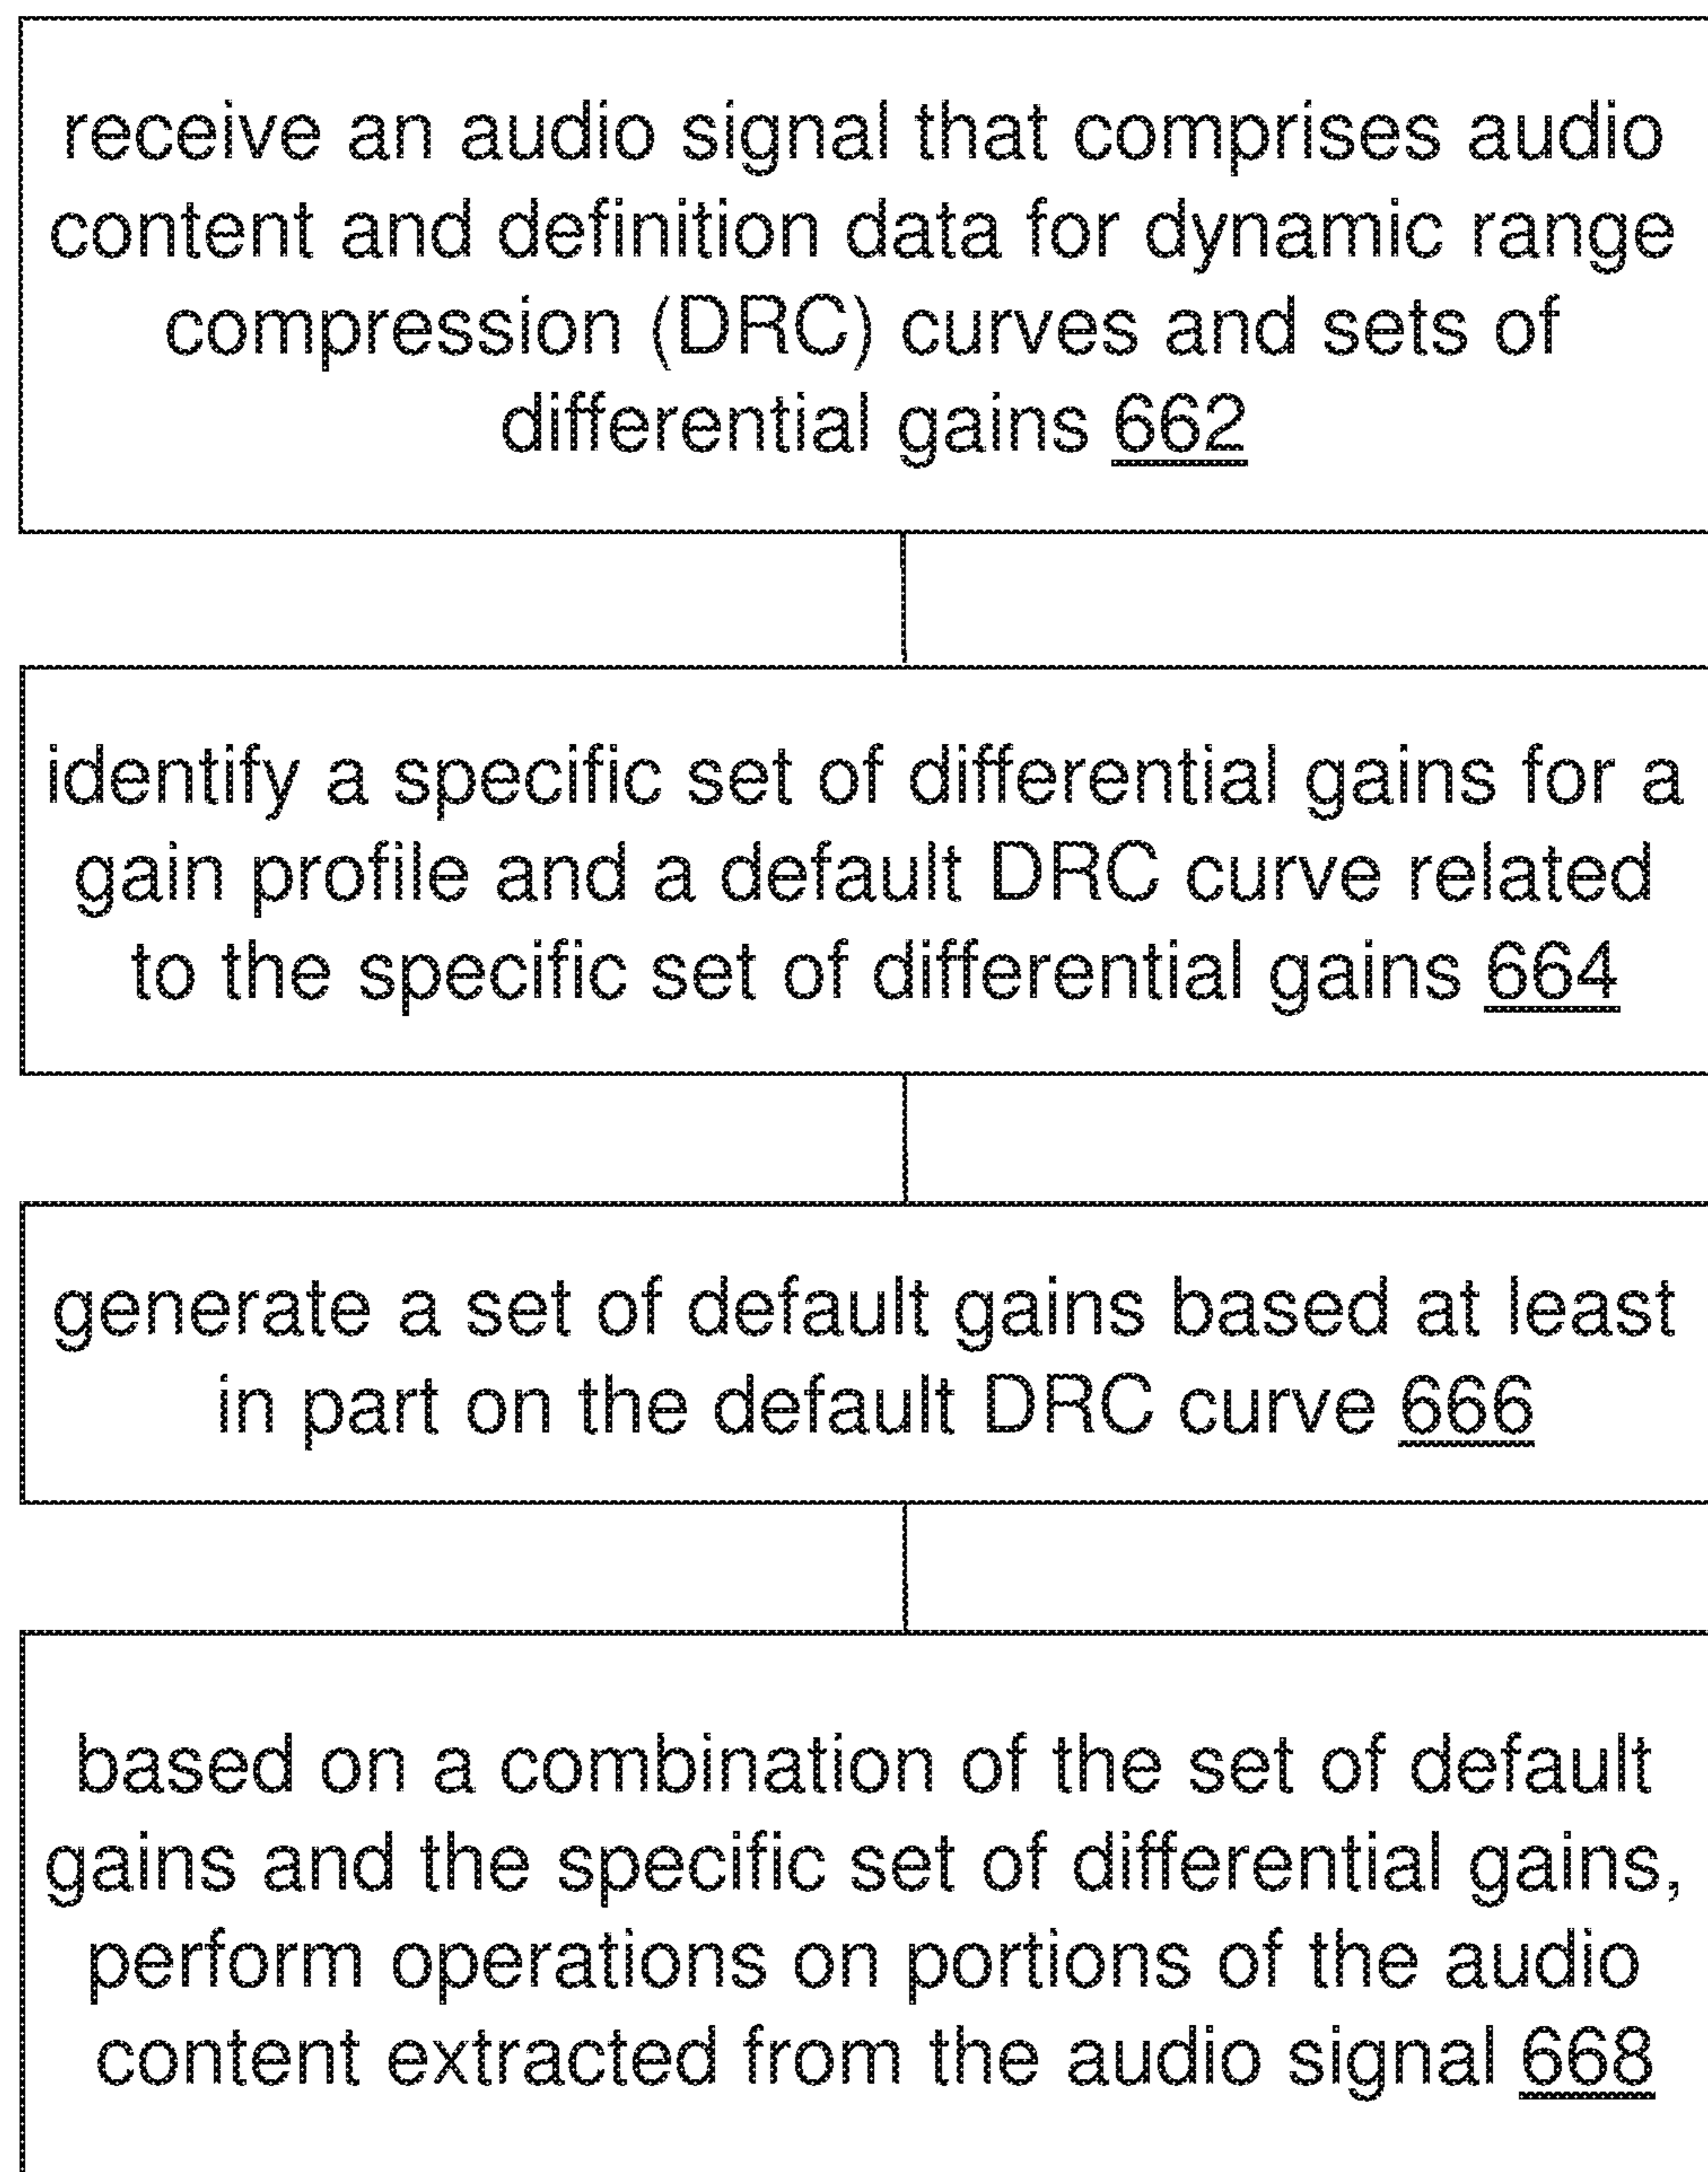 receive an audio signal that comprises audio
content and definition data for dynamic range
compression (DRC) curves and sets of
differential gains 662
identify a specific set of differential gains for a
gain profile and a default DRC curve related
to the specific set of differential gains 664
generate a set of default gains based at least
in part on the default DRC curve 666
based on a combination of the set of default
gains and the specific set of differential gains,
perform operations on portions of the audio
content extracted from the audio signal 668